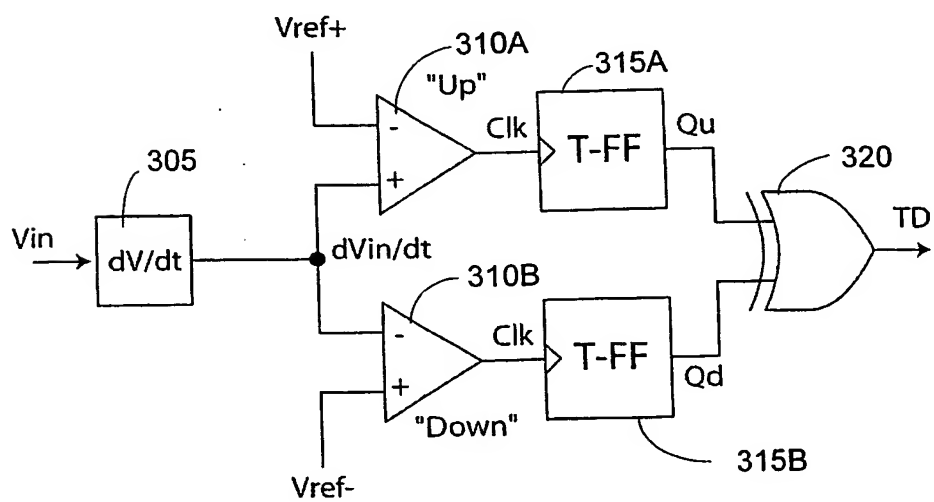 Vref+
310A
"Up"
315A
-
+
Clk
T-FF
Qu
320
305
Vin
dV/dt
dVin/dt
TD
310B
-
+
Clk
T-FF
Qd
"Down"
315B
Vref-